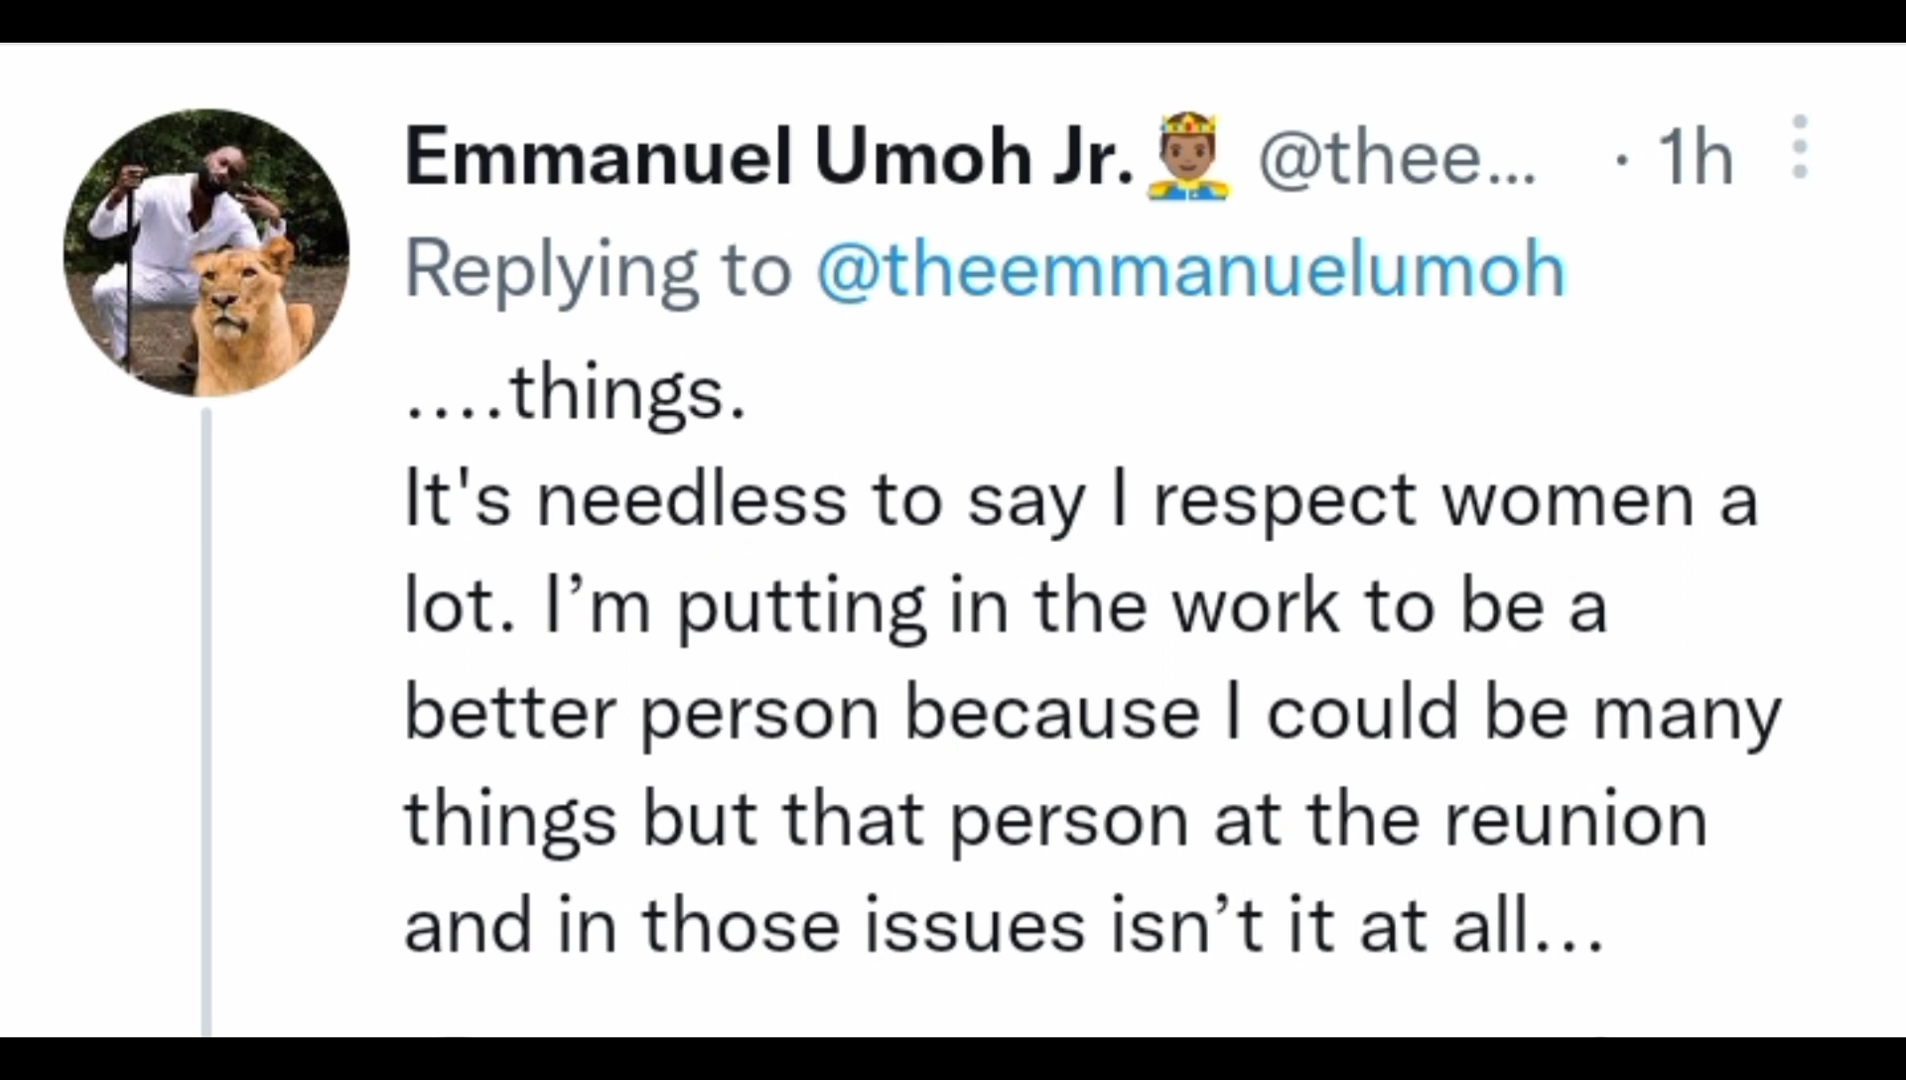 Emmanuel Umoh Jr.🤴🏽 @thee... · 1h
Replying to @theemmanuelumoh
....things.
It's needless to say I respect women a
lot. I’m putting in the work to be a
better person because I could be many
things but that person at the reunion
and in those issues isn’t it at all...